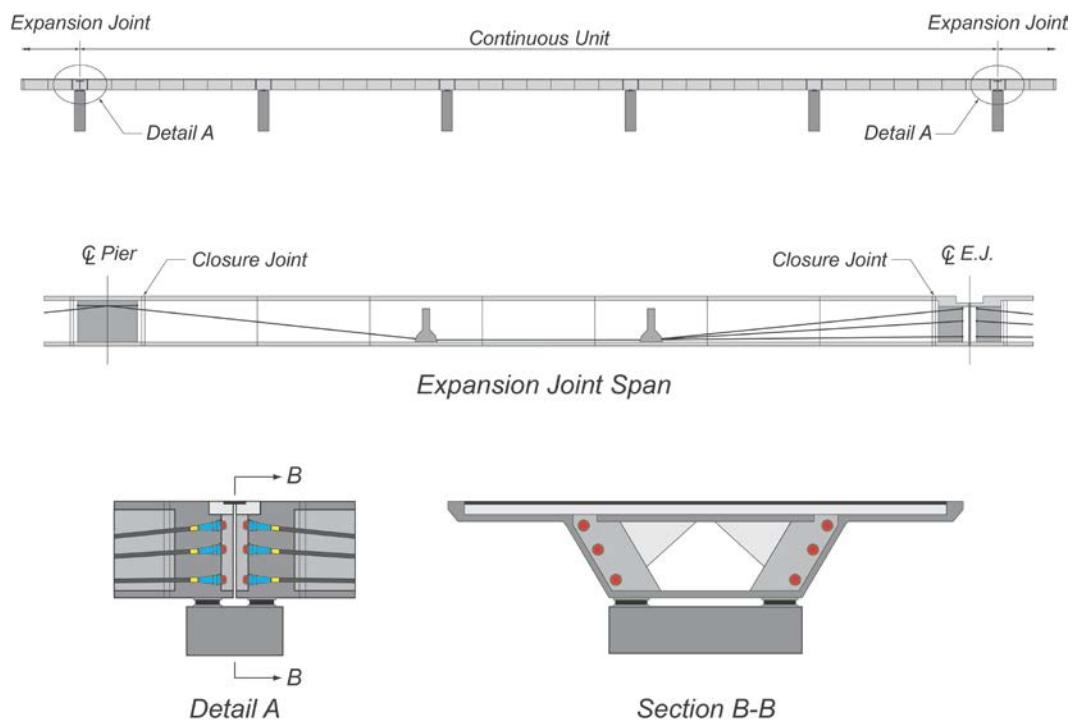 Expansion Joint
Expansion Joint
Continuous Unit
Detail A
Detail A
℄ Pier
Closure Joint
Closure Joint
℄ E.J.
Expansion Joint Span
B
B
Detail A
Section B-B